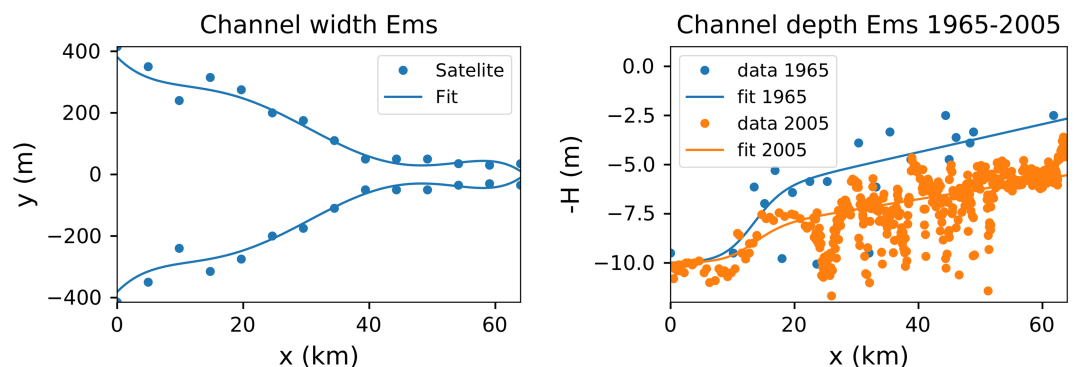 Channel width Ems
400
200
0
−200
−400
y (m)
0
20
40
60
x (km)
Satelite
Fit
Channel depth Ems 1965-2005
0.0
−2.5
−5.0
−7.5
−10.0
-H (m)
0
20
40
60
x (km)
data 1965
fit 1965
data 2005
fit 2005